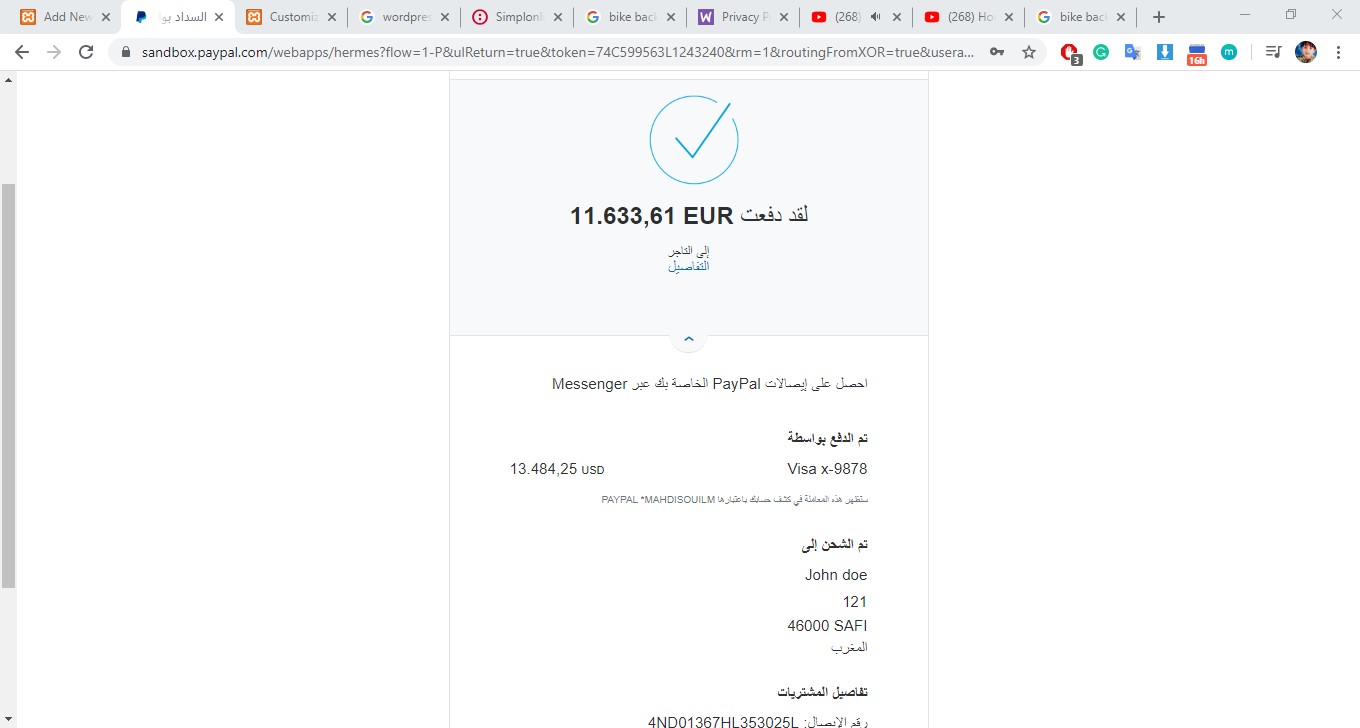 Add New
السداد بوا
Customiz
wordpres
Simplonli
bike back
Privacy P
(268)
(268) Ho
bike back
sandbox.paypal.com/webapps/hermes?flow=1-P&ulReturn=true&token=74C599563L1243240&rm=1&routingFromXOR=true&usera...
3
16h
m
لقد دفعت 11.633,61 EUR
إلى التاجر
التفاصيل
احصل على إيصالات PayPal الخاصة بك عبر Messenger
تم الدفع بواسطة
Visa x-9878
13.484,25 USD
ستظهر هذه المعاملة في كشف حسابك باعتبارها PAYPAL *MAHDISOUILM
تم الشحن إلى
John doe
121
46000 SAFI
المغرب
تفاصيل المشتريات
رقم الإيصال: 4ND01367HL353025L